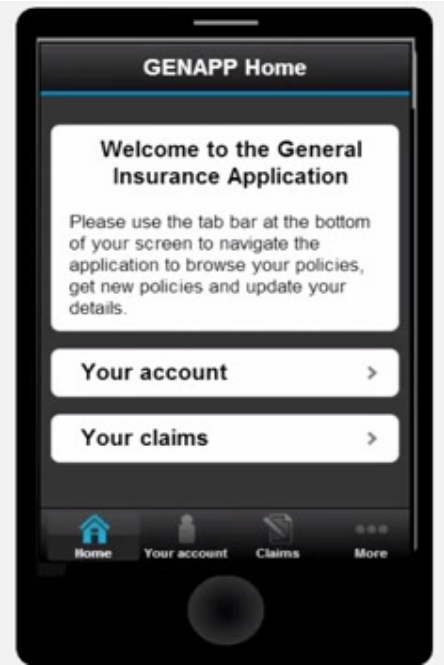 GENAPP Home
Welcome to the General
Insurance Application
Please use the tab bar at the bottom
of your screen to navigate the
application to browse your policies,
get new policies and update your
details.
Your account
Your claims
Home Your account Claims More